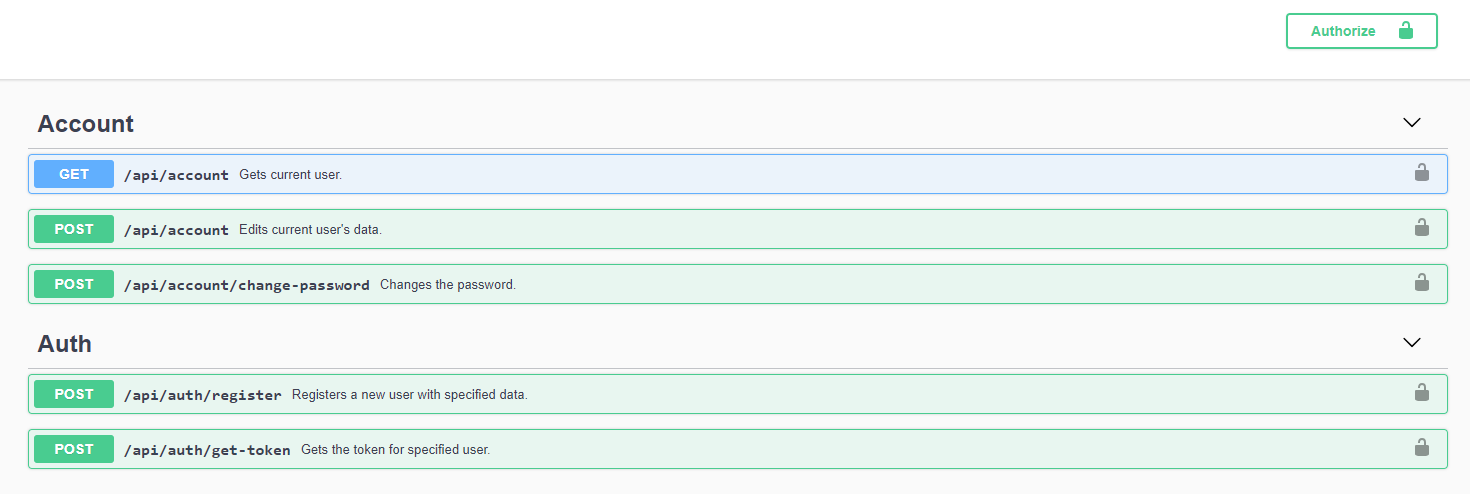 Authorize
Account
GET /api/account Gets current user.
POST /api/account Edits current user's data.
POST /api/account/change-password Changes the password.
Auth
POST /api/auth/register Registers a new user with specified data.
POST /api/auth/get-token Gets the token for specified user.